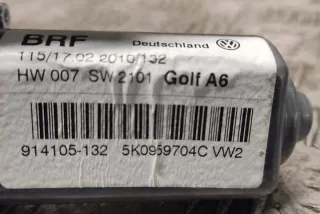 BRF Deutschland
115/17.02.2010/132
HW 007 SW 2101 Golf A6
914105-132 5K0959704C VW2